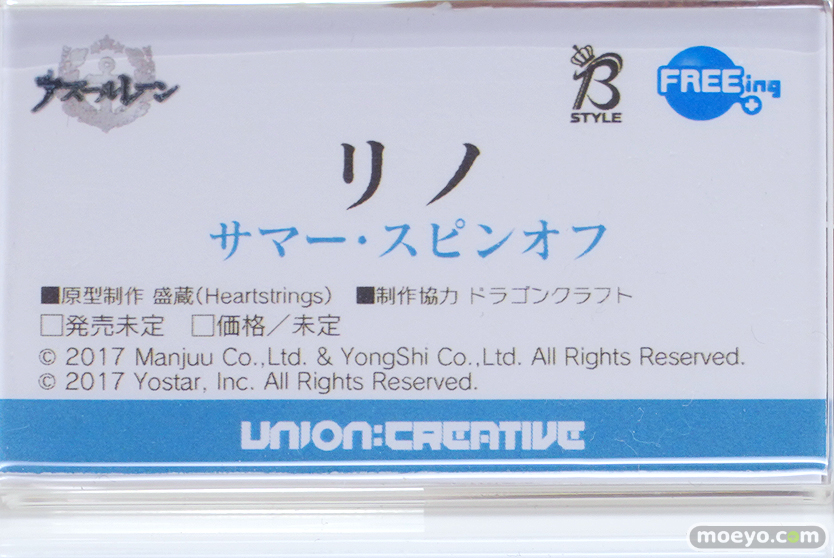 アズールレーン
B STYLE
FREEing
リノ
サマー・スピンオフ
■原型制作 盛蔵(Heartstrings) ■制作協力 ドラゴンクラフト
□発売未定 □価格／未定
© 2017 Manjuu Co.,Ltd. & YongShi Co.,Ltd. All Rights Reserved.
© 2017 Yostar, Inc. All Rights Reserved.
UNION:CREATIVE
moeyo.com